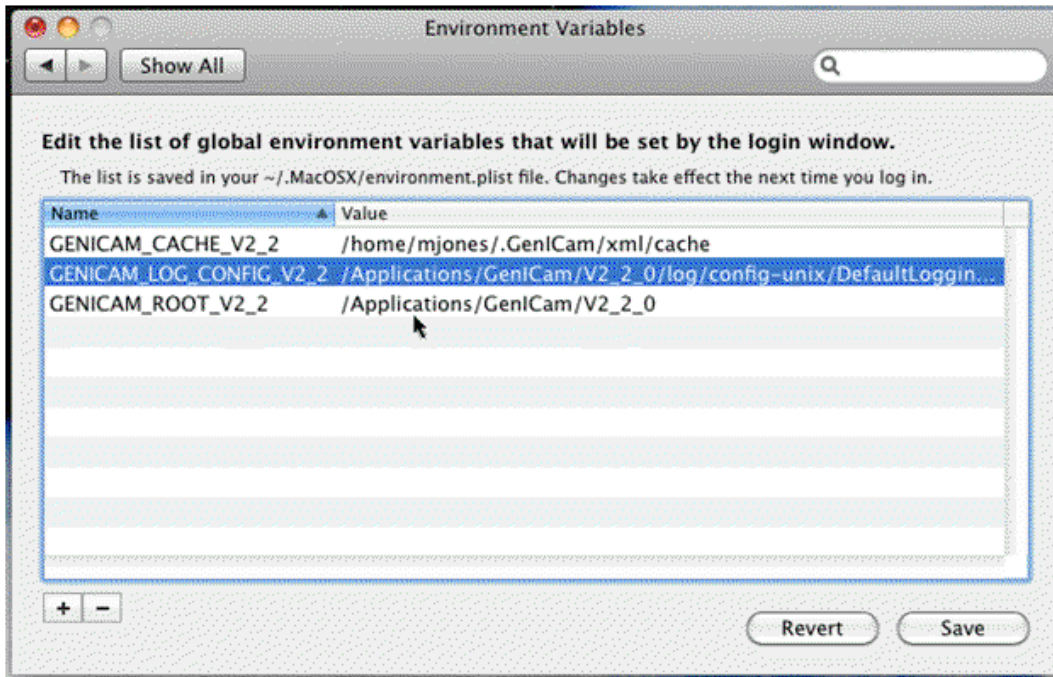 Environment Variables
Show All
Edit the list of global environment variables that will be set by the login window.
The list is saved in your ~/.MacOSX/environment.plist file. Changes take effect the next time you log in.
Name Value
GENICAM_CACHE_V2_2 /home/mjones/.GenICam/xml/cache
GENICAM_LOG_CONFIG_V2_2 /Applications/GenICam/V2_2_0/log/config-unix/DefaultLoggin...
GENICAM_ROOT_V2_2 /Applications/GenICam/V2_2_0
+ −
Revert Save